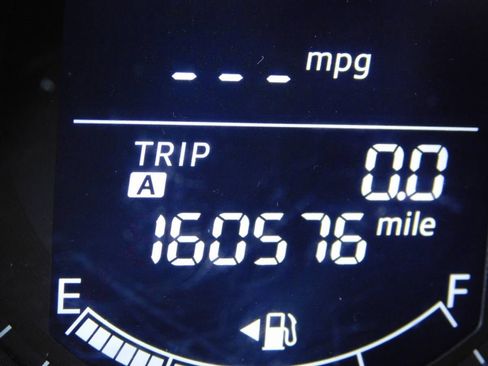 --- mpg
TRIP A 0.0
160576 mile
E F